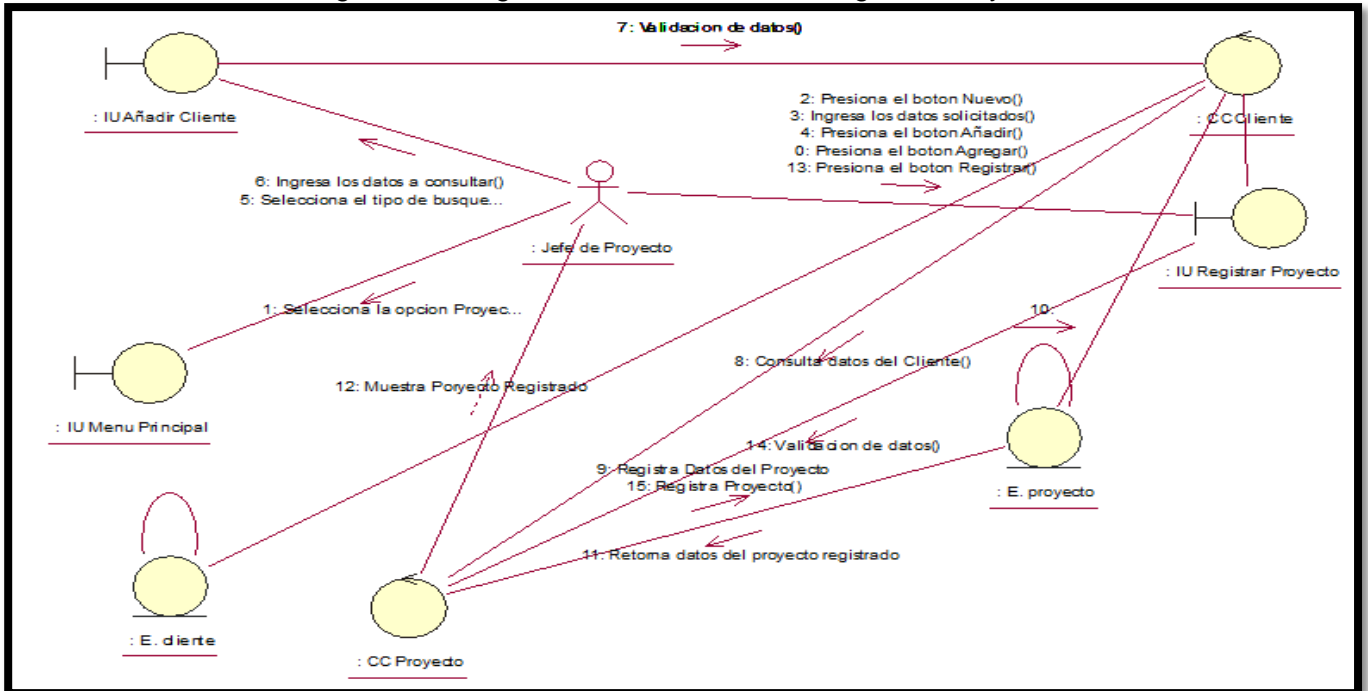 7: Validacion de datos()
: IU Añadir Cliente
2: Presiona el boton Nuevo()
3: Ingresa los datos solicitados()
4: Presiona el boton Añadir()
0: Presiona el boton Agregar()
13: Presiona el boton Registrar()
: CC Cliente
6: Ingresa los datos a consultar()
5: Selecciona el tipo de busque...
: Jefe de Proyecto
: IU Registrar Proyecto
1: Selecciona la opcion Proyec...
10:
8: Consulta datos del Cliente()
12: Muestra Poryecto Registrado
: IU Menu Principal
14: Validacion de datos()
9: Registra Datos del Proyecto
15: Registra Proyecto()
: E. proyecto
11: Retorna datos del proyecto registrado
: E. cliente
: CC Proyecto